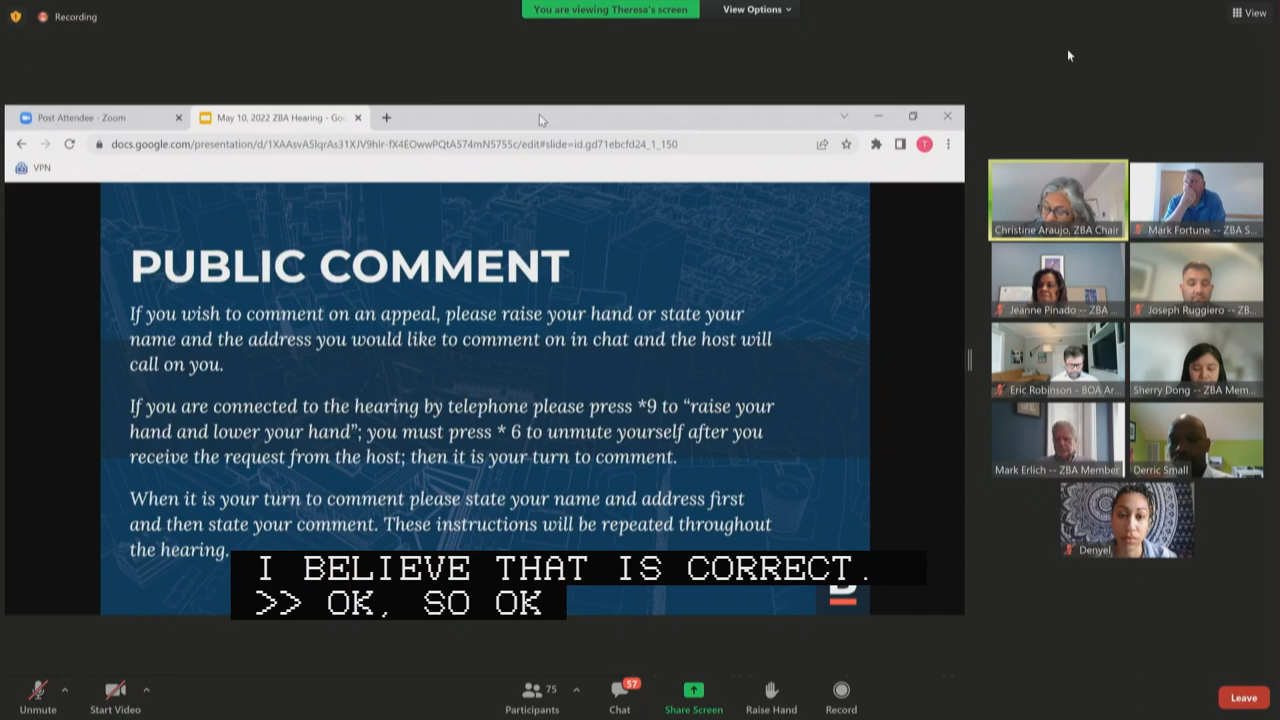 Recording
You are viewing Theresa's screen
View Options
View
Post Attendee - Zoom
May 10, 2022 ZBA Hearing - Goo
docs.google.com/presentation/d/1XAAsvA5lqrAs31XJV9hIr-fX4EOwwPQtA574mN5755c/edit#slide=id.gd71ebcfd24_1_150
T
VPN
PUBLIC COMMENT
If you wish to comment on an appeal, please raise your hand or state your
name and the address you would like to comment on in chat and the host will
call on you.
If you are connected to the hearing by telephone please press *9 to “raise your
hand and lower your hand”; you must press * 6 to unmute yourself after you
receive the request from the host; then it is your turn to comment.
When it is your turn to comment please state your name and address first
and then state your comment. These instructions will be repeated throughout
the hearing.
I BELIEVE THAT IS CORRECT.
>> OK, SO OK
B
Christine Araujo, ZBA Chair
Mark Fortune -- ZBA S...
Jeanne Pinado -- ZBA ...
Joseph Ruggiero -- ZB...
Eric Robinson - BOA Ar...
Sherry Dong -- ZBA Mem...
Mark Erlich -- ZBA Member
Derric Small
Denyel
Unmute
Start Video
75
Participants
57
Chat
Share Screen
Raise Hand
Record
Leave